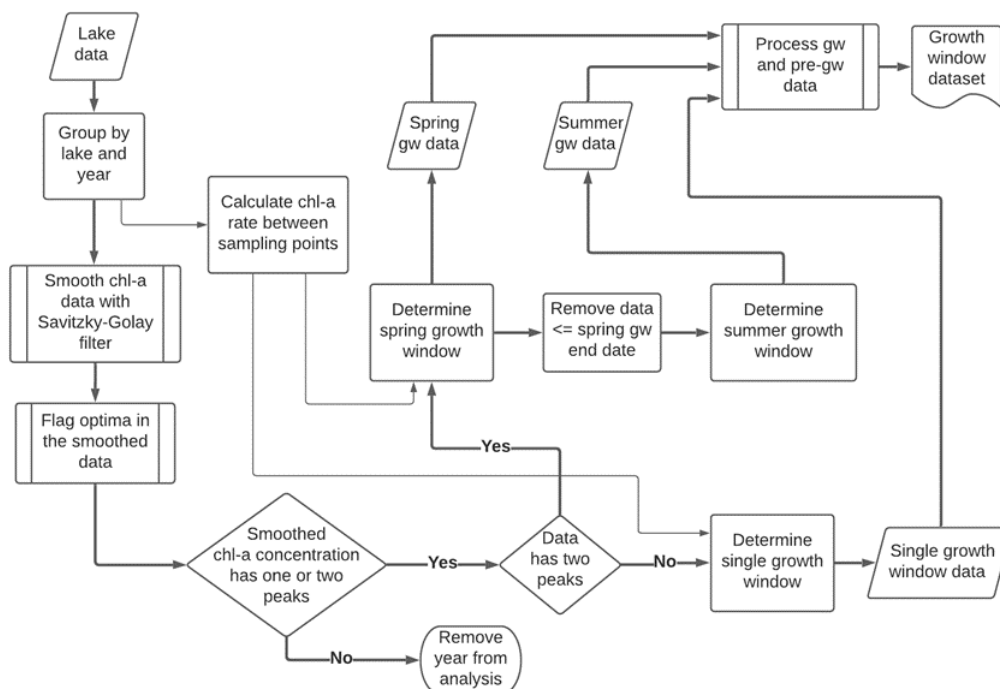 Lake
data
Group by
lake and
year
Smooth chl-a
data with
Savitzky-Golay
filter
Flag optima in
the smoothed
data
Calculate chl-a
rate between
sampling points
Smoothed
chl-a concentration
has one or two
peaks
Yes
No
Remove
year from
analysis
Data
has two
peaks
Yes
No
Determine
spring growth
window
Spring
gw data
Remove data
<= spring gw
end date
Determine
summer growth
window
Summer
gw data
Determine
single growth
window
Single growth
window data
Process gw
and pre-gw
data
Growth
window
dataset